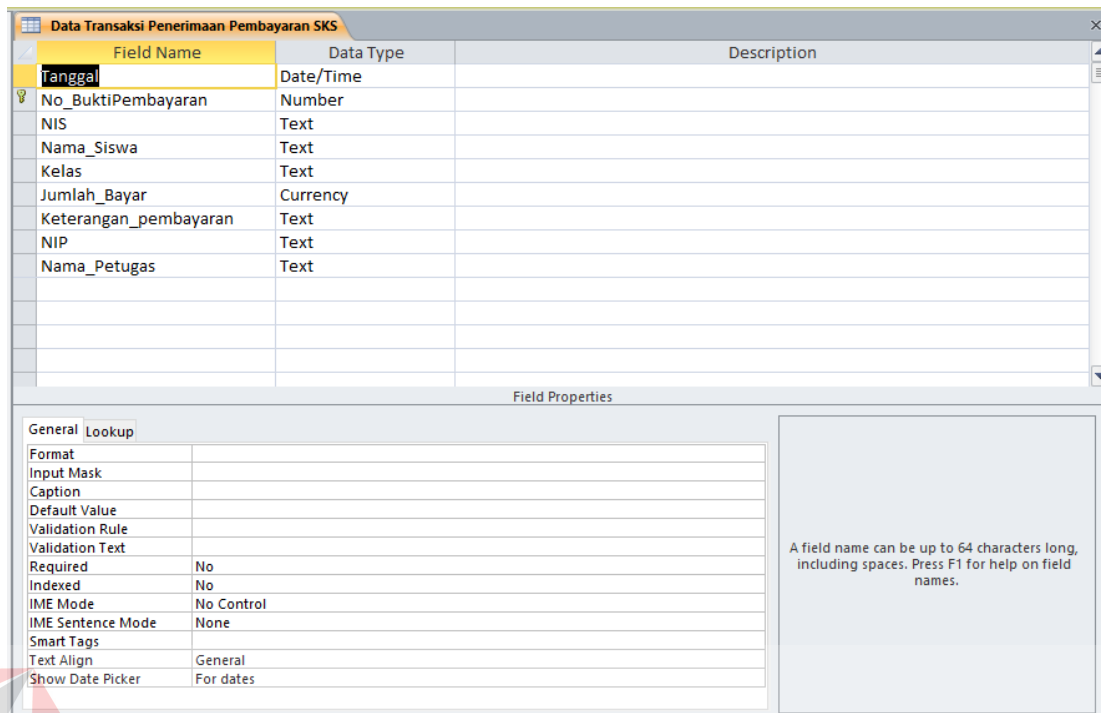 Data Transaksi Penerimaan Pembayaran SKS
Field Name Data Type Description
Tanggal Date/Time
No_BuktiPembayaran Number
NIS Text
Nama_Siswa Text
Kelas Text
Jumlah_Bayar Currency
Keterangan_pembayaran Text
NIP Text
Nama_Petugas Text
Field Properties
General Lookup
Format
Input Mask
Caption
Default Value
Validation Rule
Validation Text
Required No
Indexed No
IME Mode No Control
IME Sentence Mode None
Smart Tags
Text Align General
Show Date Picker For dates
A field name can be up to 64 characters long,
including spaces. Press F1 for help on field
names.